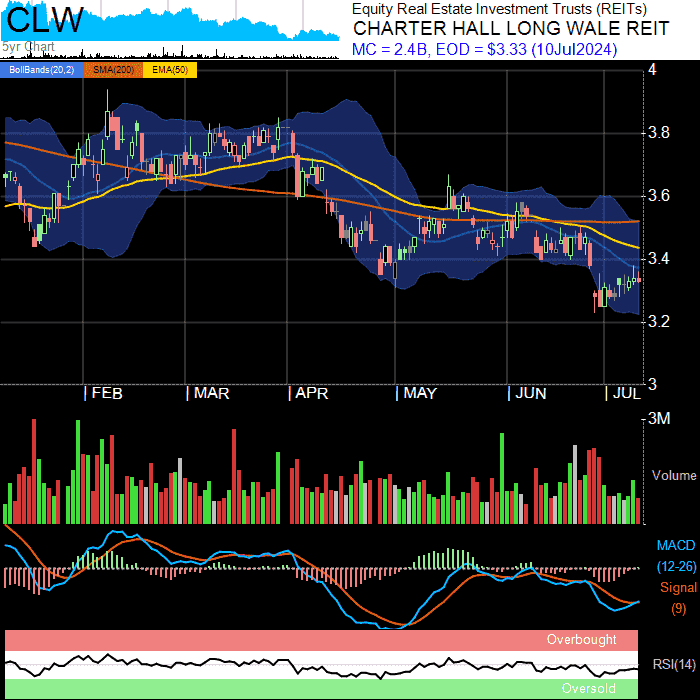 CLW
5yr Chart
Equity Real Estate Investment Trusts (REITs)
CHARTER HALL LONG WALE REIT
MC = 2.4B, EOD = $3.33 (10Jul2024)
BollBands(20,2) SMA(200) EMA(50)
4
3.8
3.6
3.4
3.2
3
FEB MAR APR MAY JUN JUL
3M
Volume
MACD
(12-26)
Signal
(9)
Overbought
RSI(14)
Oversold